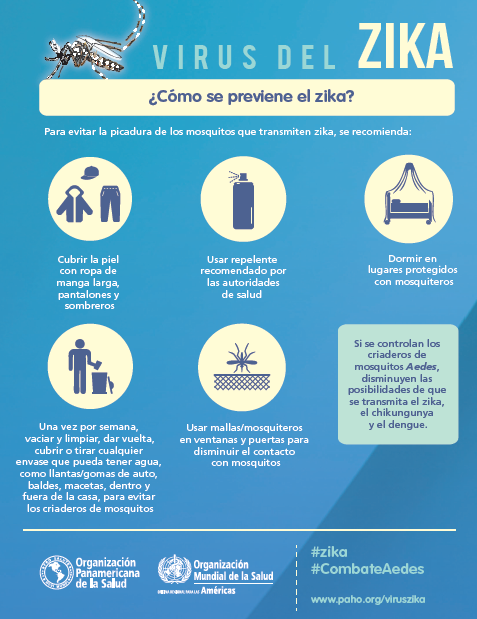 VIRUS DEL ZIKA
¿Cómo se previene el zika?
Para evitar la picadura de los mosquitos que transmiten zika, se recomienda:
Cubrir la piel
con ropa de
manga larga,
pantalones y
sombreros
Usar repelente
recomendado por
las autoridades
de salud
Dormir en
lugares protegidos
con mosquiteros
Una vez por semana,
vaciar y limpiar, dar vuelta,
cubrir o tirar cualquier
envase que pueda tener agua,
como llantas/gomas de auto,
baldes, macetas, dentro y
fuera de la casa, para evitar
los criaderos de mosquitos
Usar mallas/mosquiteros
en ventanas y puertas para
disminuir el contacto
con mosquitos
Si se controlan los
criaderos de
mosquitos Aedes,
disminuyen las
posibilidades de que
se transmita el zika,
el chikungunya
y el dengue.
Organización
Panamericana
de la Salud
Organización
Mundial de la Salud
OFICINA REGIONAL PARA LAS Américas
#zika
#CombateAedes
www.paho.org/viruszika